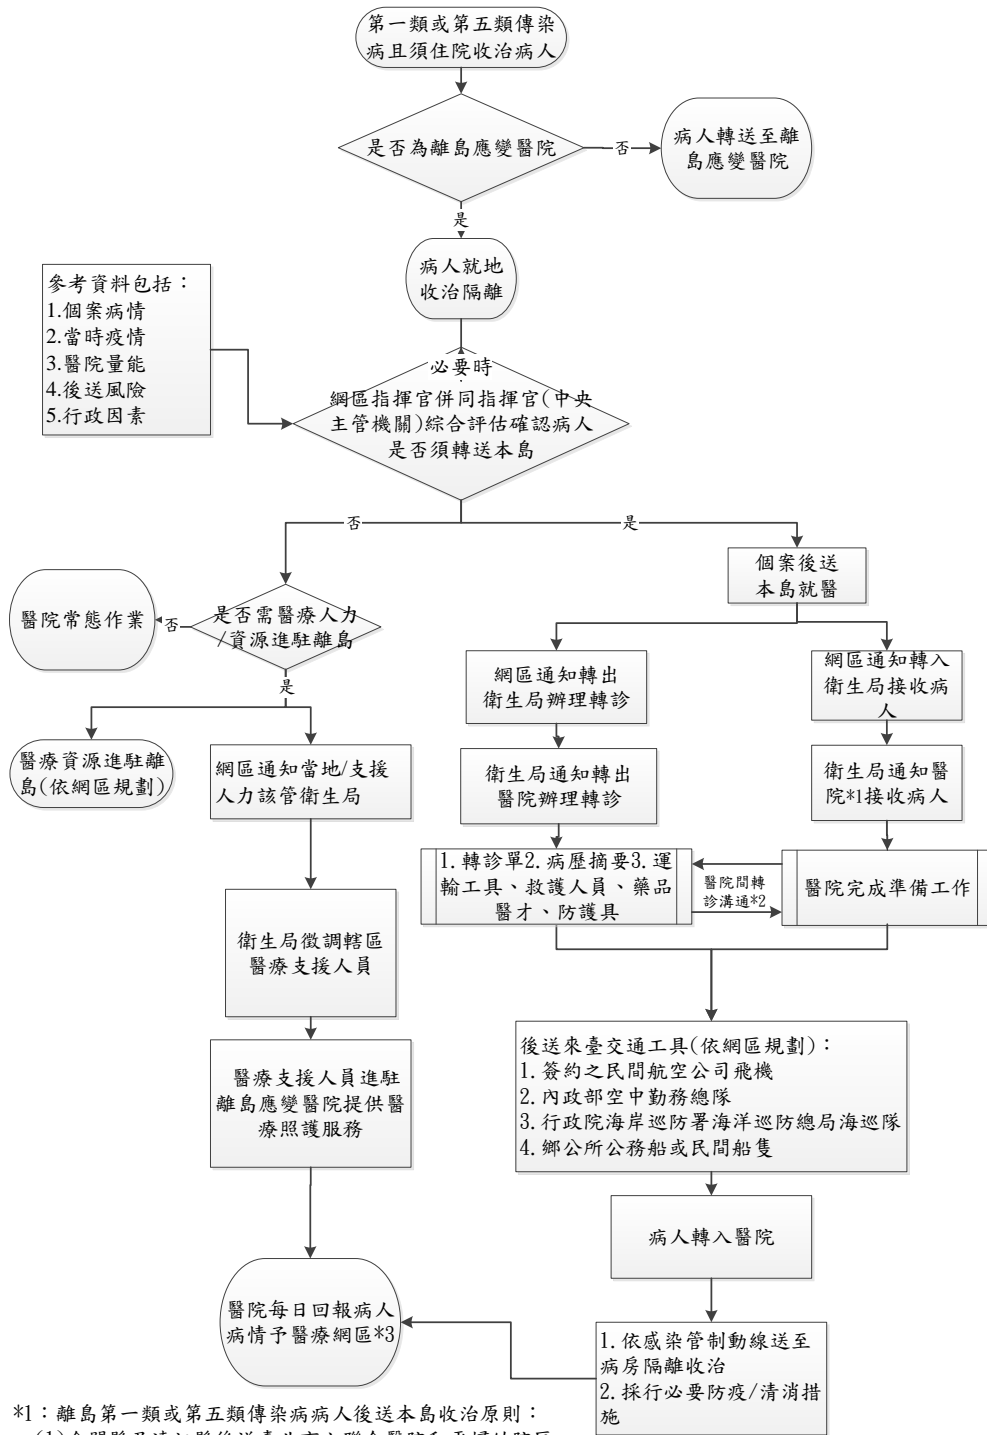 第一類或第五類傳染
病且須住院收治病人
是否為離島應變醫院
否
病人轉送至離
島應變醫院
是
病人就地
收治隔離
參考資料包括：
1.個案病情
2.當時疫情
3.醫院量能
4.後送風險
5.行政因素
必要時
網區指揮官併同指揮官(中央
主管機關)綜合評估確認病人
是否須轉送本島
否
是
個案後送
本島就醫
醫院常態作業
否
是否需醫療人力
/資源進駐離島
是
網區通知轉出
衛生局辦理轉診
網區通知轉入
衛生局接收病
人
醫療資源進駐離
島(依網區規劃)
網區通知當地/支援
人力該管衛生局
衛生局通知轉出
醫院辦理轉診
衛生局通知醫
院*1接收病人
1.轉診單2.病歷摘要3.運
輸工具、救護人員、藥品
醫才、防護具
醫院間轉
診溝通*2
醫院完成準備工作
衛生局徵調轄區
醫療支援人員
後送來臺交通工具(依網區規劃)：
1.簽約之民間航空公司飛機
2.內政部空中勤務總隊
3.行政院海岸巡防署海洋巡防總局海巡隊
4.鄉公所公務船或民間船隻
醫療支援人員進駐
離島應變醫院提供醫
療照護服務
病人轉入醫院
醫院每日回報病人
病情予醫療網區*3
1.依感染管制動線送至
病房隔離收治
2.採行必要防疫/清消措
施
*1：離島第一類或第五類傳染病病人後送本島收治原則：